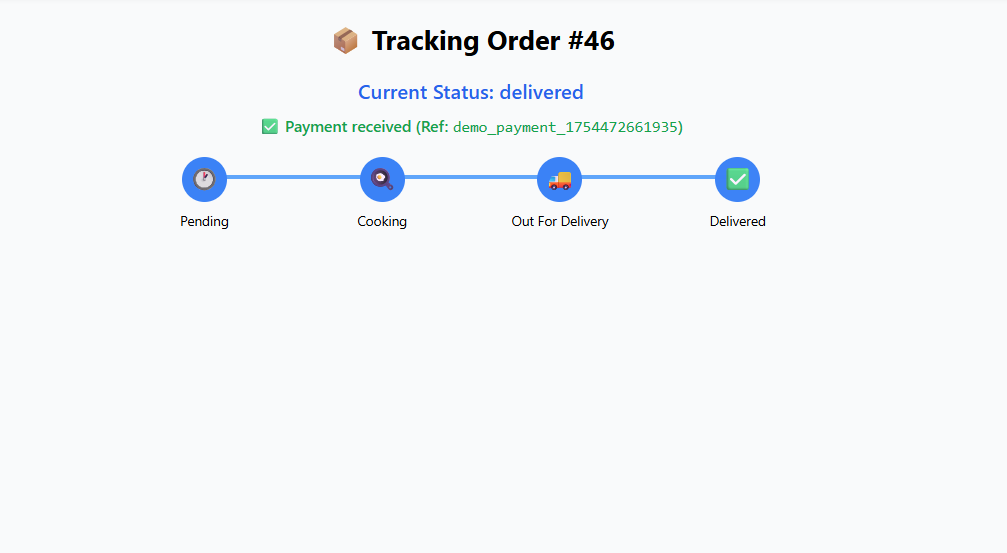 📦 Tracking Order #46
Current Status: delivered
✅ Payment received (Ref: demo_payment_1754472661935)
Pending
Cooking
Out For Delivery
Delivered